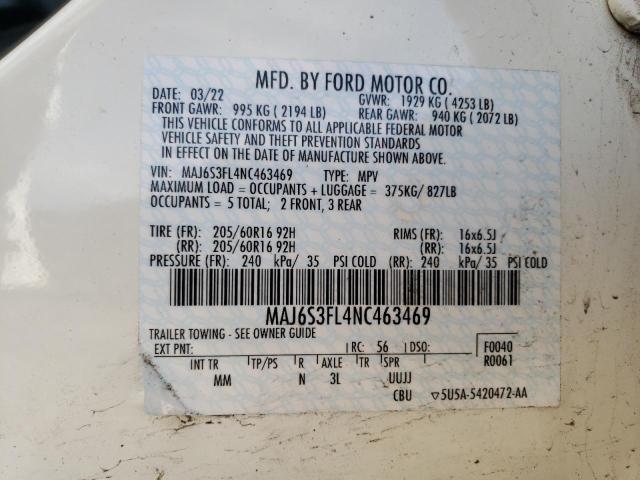 MFD. BY FORD MOTOR CO.
DATE: 03/22 GVWR: 1929 KG ( 4253 LB)
FRONT GAWR: 995 KG ( 2194 LB) REAR GAWR: 940 KG ( 2072 LB)
THIS VEHICLE CONFORMS TO ALL APPLICABLE FEDERAL MOTOR
VEHICLE SAFETY AND THEFT PREVENTION STANDARDS
IN EFFECT ON THE DATE OF MANUFACTURE SHOWN ABOVE.
VIN: MAJ6S3FL4NC463469 TYPE: MPV
MAXIMUM LOAD = OCCUPANTS + LUGGAGE = 375KG/ 827LB
OCCUPANTS = 5 TOTAL; 2 FRONT, 3 REAR
TIRE (FR): 205/60R16 92H RIMS (FR): 16x6.5J
(RR): 205/60R16 92H (RR): 16x6.5J
PRESSURE (FR): 240 kPa/ 35 PSI COLD (RR): 240 kPa/ 35 PSI COLD
MAJ6S3FL4NC463469
TRAILER TOWING - SEE OWNER GUIDE
EXT PNT: RC: 56 DSO: F0040
R0061
INT TR TP/PS R AXLE TR SPR
MM N 3L UUJJ
CBU ▽5U5A-5420472-AA